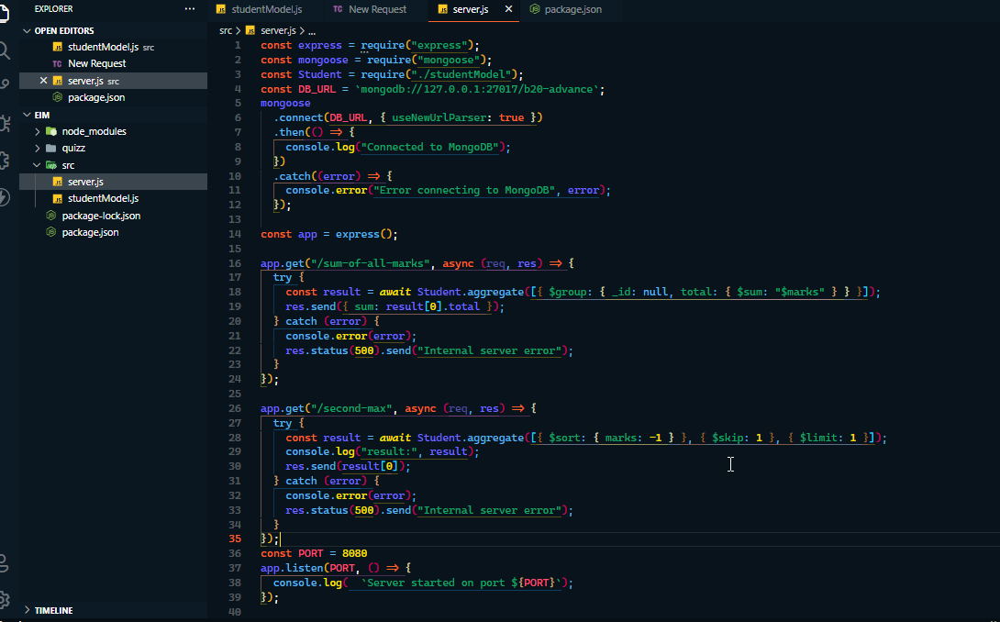 EXPLORER ...
OPEN EDITORS
studentModel.js src
TC New Request
server.js src
package.json
EIM
node_modules
quizz
src
server.js
studentModel.js
package-lock.json
package.json
TIMELINE
studentModel.js TC New Request server.js package.json
src > server.js > ...
1 const express = require("express");
2 const mongoose = require("mongoose");
3 const Student = require("./studentModel");
4 const DB_URL = `mongodb://127.0.0.1:27017/b20-advance`;
5 mongoose
6 .connect(DB_URL, { useNewUrlParser: true })
7 .then(() => {
8 console.log("Connected to MongoDB");
9 })
10 .catch((error) => {
11 console.error("Error connecting to MongoDB", error);
12 });
13
14 const app = express();
15
16 app.get("/sum-of-all-marks", async (req, res) => {
17 try {
18 const result = await Student.aggregate([{ $group: { _id: null, total: { $sum: "$marks" } } }]);
19 res.send({ sum: result[0].total });
20 } catch (error) {
21 console.error(error);
22 res.status(500).send("Internal server error");
23 }
24 });
25
26 app.get("/second-max", async (req, res) => {
27 try {
28 const result = await Student.aggregate([{ $sort: { marks: -1 } }, { $skip: 1 }, { $limit: 1 }]);
29 console.log("result:", result);
30 res.send(result[0]);
31 } catch (error) {
32 console.error(error);
33 res.status(500).send("Internal server error");
34 }
35 });
36 const PORT = 8080
37 app.listen(PORT, () => {
38 console.log( `Server started on port ${PORT}`);
39 });
40